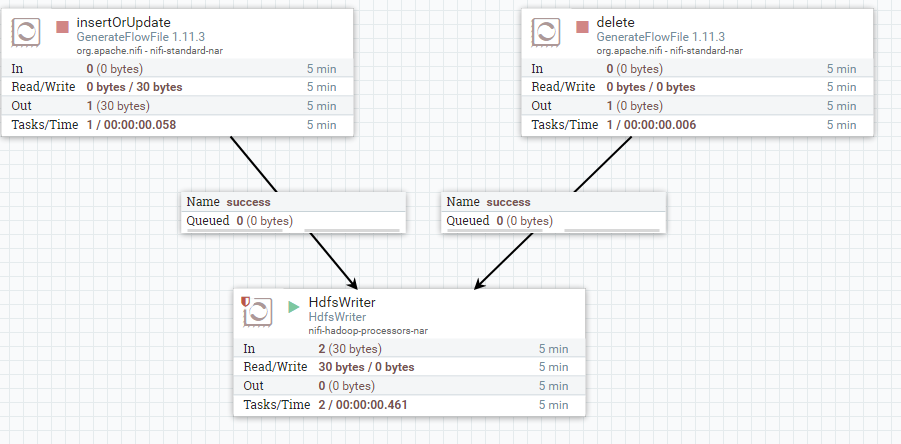 insertOrUpdate
GenerateFlowFile 1.11.3
org.apache.nifi - nifi-standard-nar
In 0 (0 bytes) 5 min
Read/Write 0 bytes / 30 bytes 5 min
Out 1 (30 bytes) 5 min
Tasks/Time 1 / 00:00:00.058 5 min
delete
GenerateFlowFile 1.11.3
org.apache.nifi - nifi-standard-nar
In 0 (0 bytes) 5 min
Read/Write 0 bytes / 0 bytes 5 min
Out 1 (0 bytes) 5 min
Tasks/Time 1 / 00:00:00.006 5 min
Name success
Queued 0 (0 bytes)
Name success
Queued 0 (0 bytes)
HdfsWriter
HdfsWriter
nifi-hadoop-processors-nar
In 2 (30 bytes) 5 min
Read/Write 30 bytes / 0 bytes 5 min
Out 0 (0 bytes) 5 min
Tasks/Time 2 / 00:00:00.461 5 min